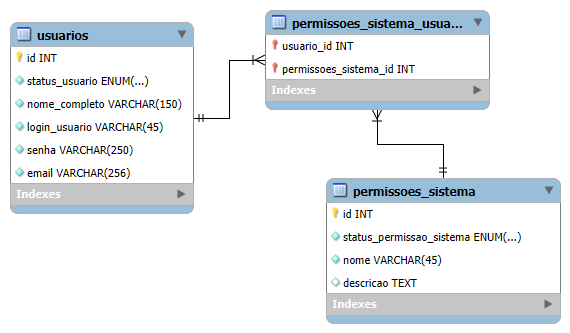 usuarios
id INT
status_usuario ENUM(...)
nome_completo VARCHAR(150)
login_usuario VARCHAR(45)
senha VARCHAR(250)
email VARCHAR(256)
Indexes
permissoes_sistema_usua...
usuario_id INT
permissoes_sistema_id INT
Indexes
permissoes_sistema
id INT
status_permissao_sistema ENUM(...)
nome VARCHAR(45)
descricao TEXT
Indexes